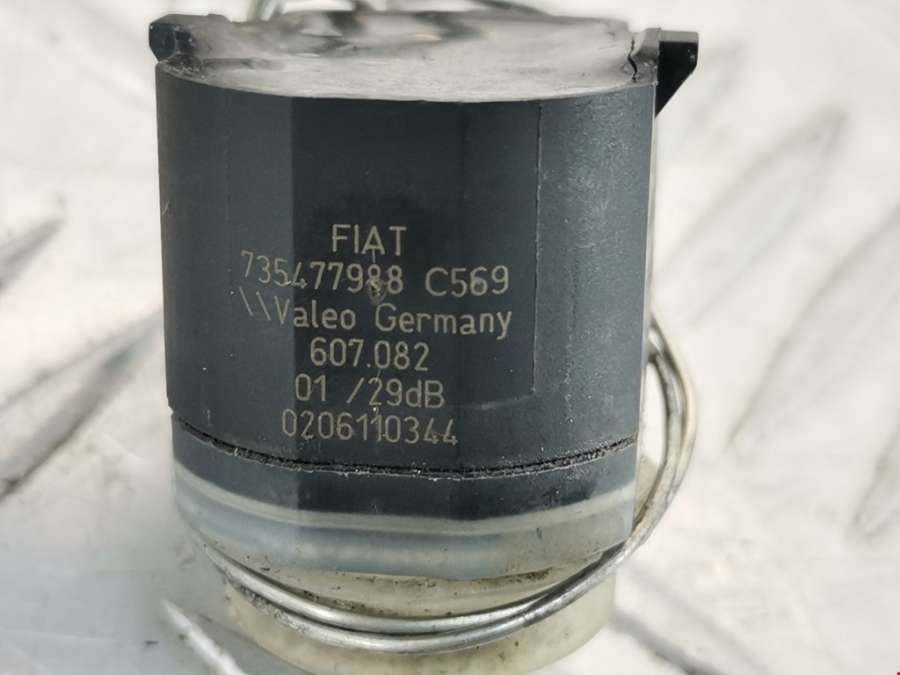 FIAT
735477988 C569
\\Valeo Germany
607.082
01 /29dB
0206110344